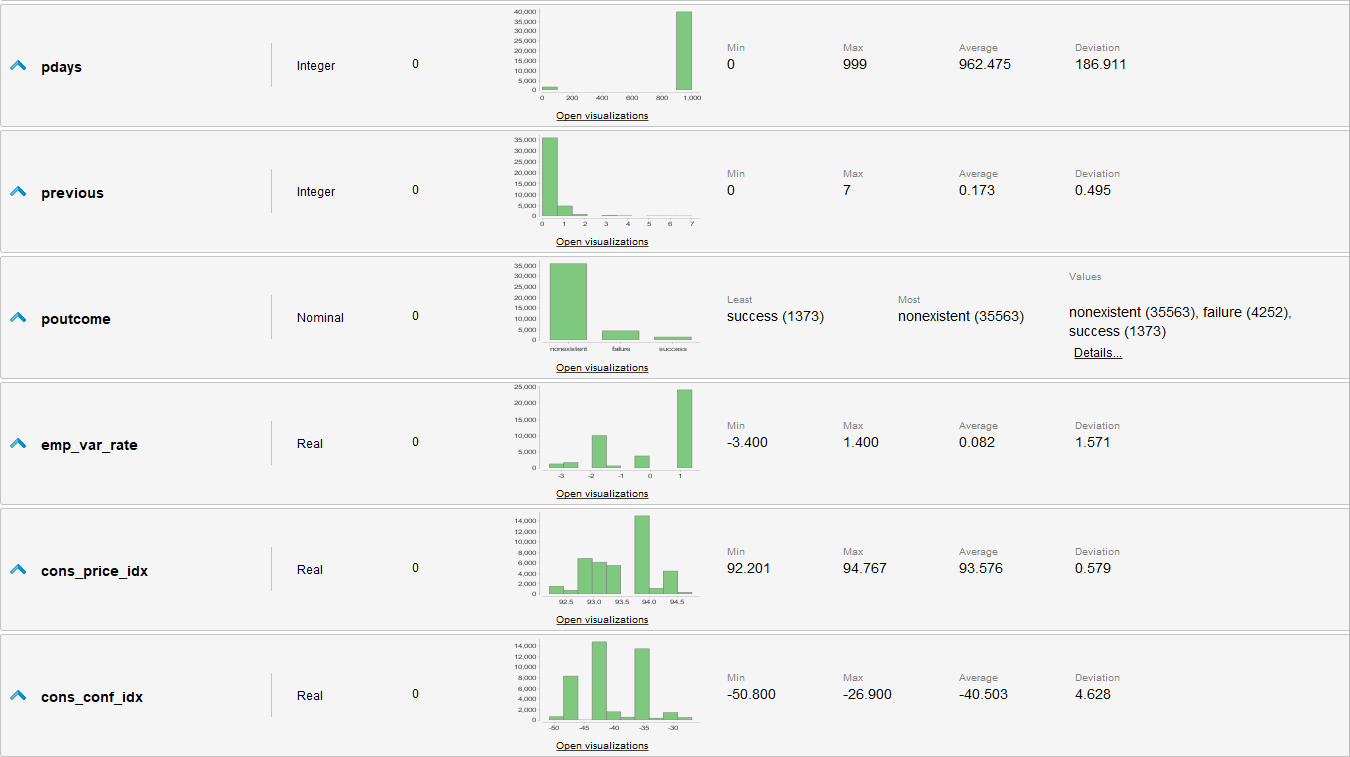 pdays
Integer
0
40,000
35,000
30,000
25,000
20,000
15,000
10,000
5,000
0
0 200 400 600 800 1,000
Open visualizations
Min Max Average Deviation
0 999 962.475 186.911
previous
Integer
0
35,000
30,000
25,000
20,000
15,000
10,000
5,000
0
0 1 2 3 4 5 6 7
Open visualizations
Min Max Average Deviation
0 7 0.173 0.495
poutcome
Nominal
0
35,000
30,000
25,000
20,000
15,000
10,000
5,000
0
nonexistent failure success
Open visualizations
Least Most
success (1373) nonexistent (35563)
Values
nonexistent (35563), failure (4252),
success (1373)
Details...
emp_var_rate
Real
0
25,000
20,000
15,000
10,000
5,000
0
-3 -2 -1 0 1
Open visualizations
Min Max Average Deviation
-3.400 1.400 0.082 1.571
cons_price_idx
Real
0
14,000
12,000
10,000
8,000
6,000
4,000
2,000
0
92.5 93.0 93.5 94.0 94.5
Open visualizations
Min Max Average Deviation
92.201 94.767 93.576 0.579
cons_conf_idx
Real
0
14,000
12,000
10,000
8,000
6,000
4,000
2,000
0
-50 -45 -40 -35 -30
Open visualizations
Min Max Average Deviation
-50.800 -26.900 -40.503 4.628